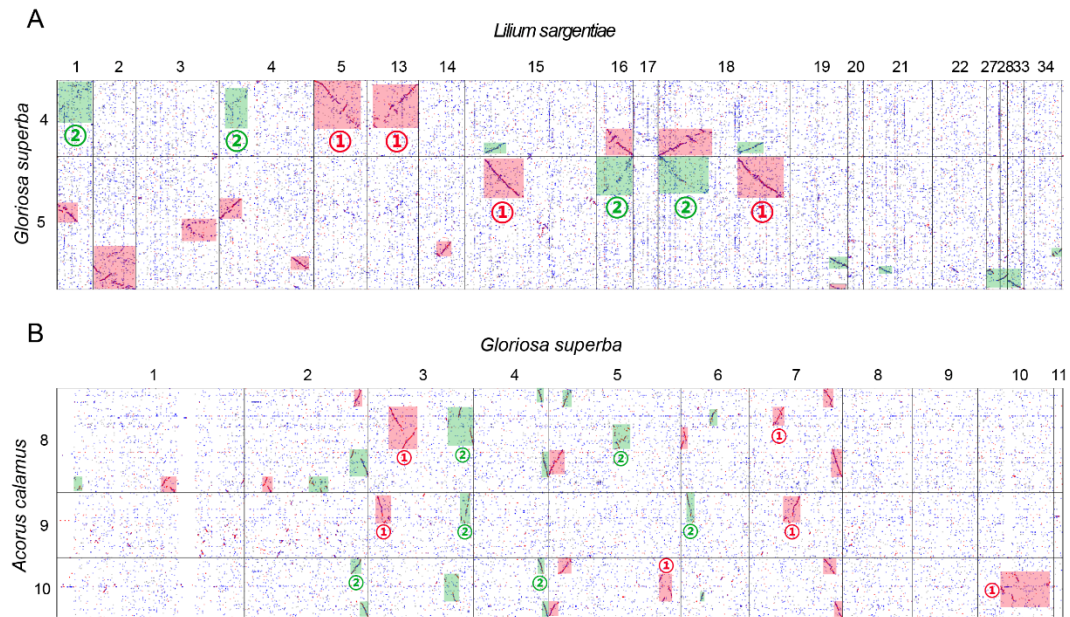 A
Lilium sargentiae
1 2 3 4 5 13 14 15 16 17 18 19 20 21 22 27 28 33 34
Gloriosa superba
4
② ② ① ①
5
① ② ② ①
B
Gloriosa superba
1 2 3 4 5 6 7 8 9 10 11
Acorus calamus
8
① ② ② ①
9
① ② ② ①
10
② ② ① ①